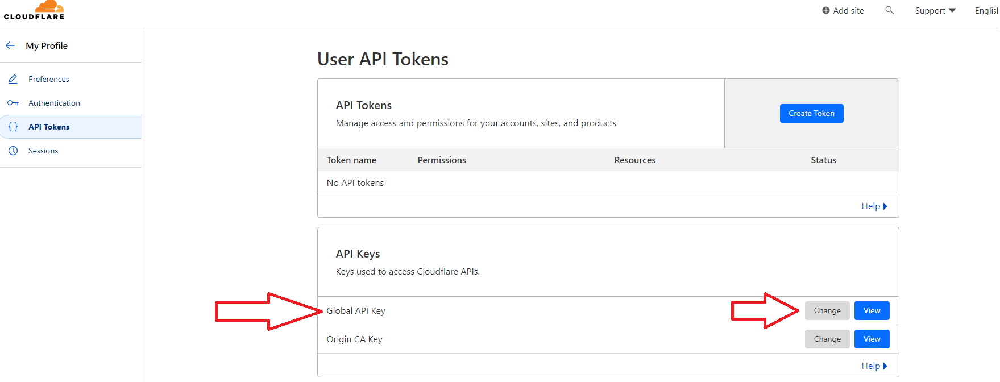 CLOUDFLARE
Add site
Support
Englis
My Profile
Preferences
Authentication
{ } API Tokens
Sessions
User API Tokens
API Tokens
Manage access and permissions for your accounts, sites, and products
Create Token
Token name Permissions Resources Status
No API tokens
Help
API Keys
Keys used to access Cloudflare APIs.
Global API Key Change View
Origin CA Key Change View
Help